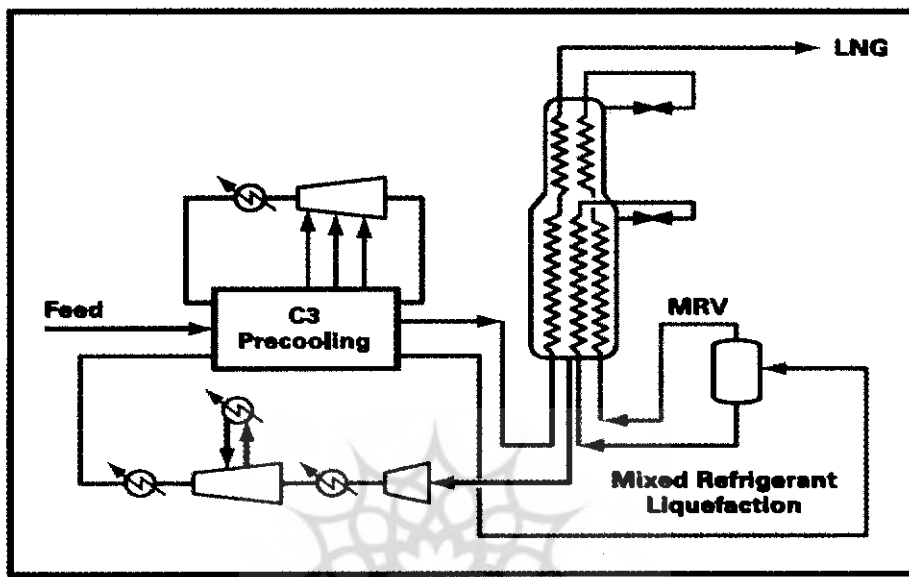 LNG
Feed
C3
Precooling
MRV
Mixed Refrigerant
Liquefaction